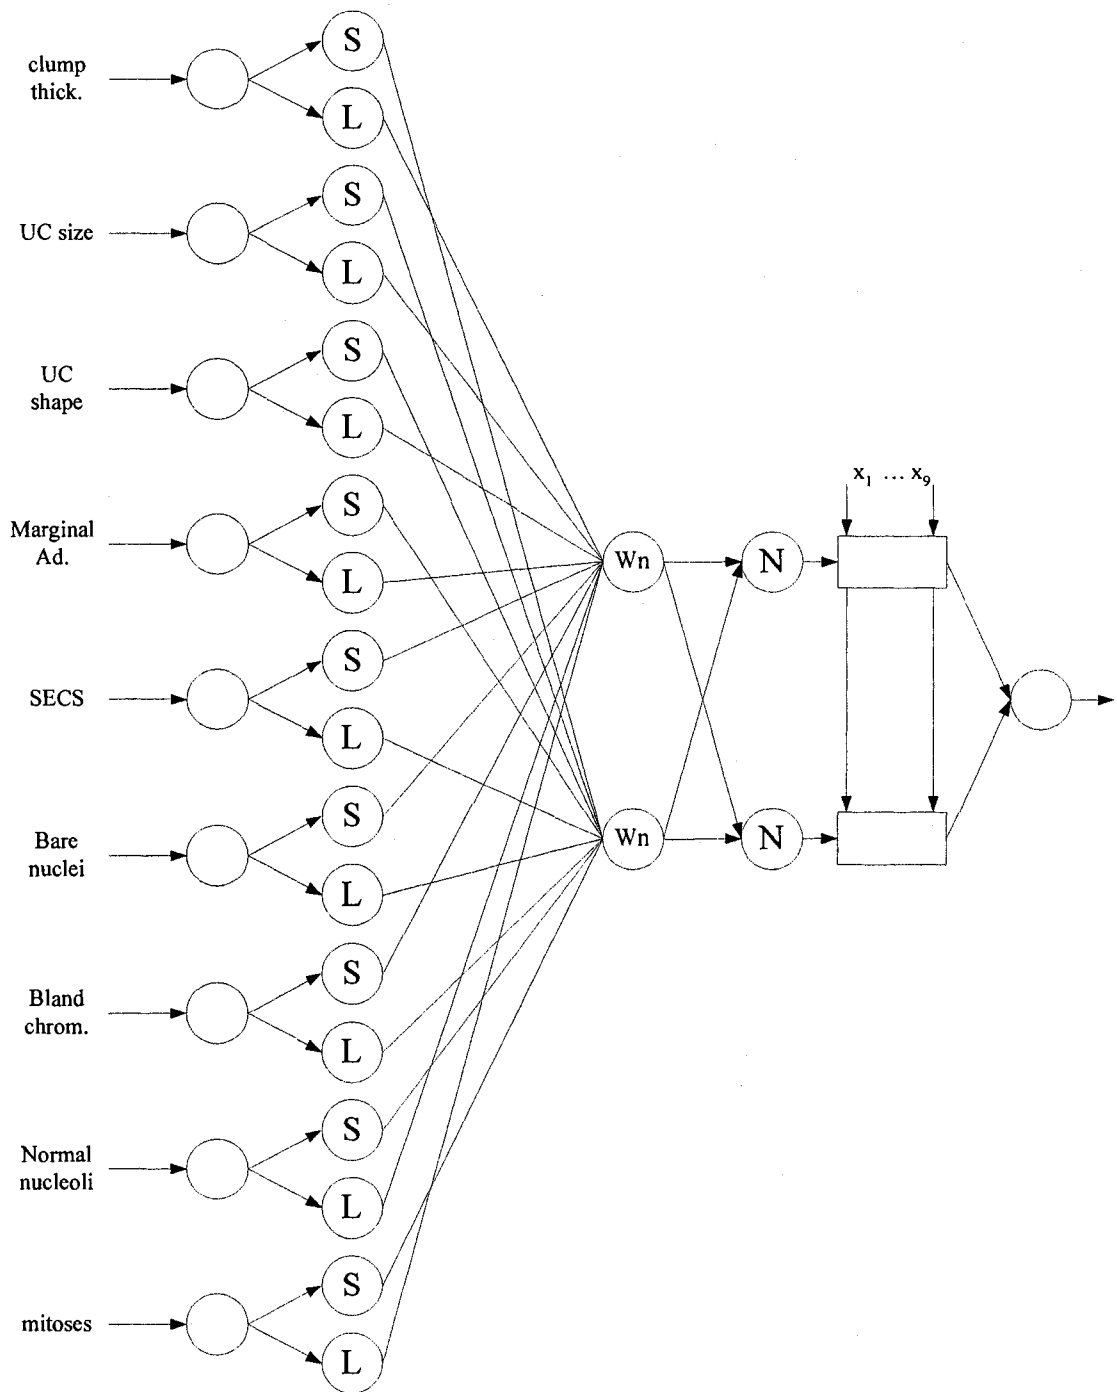 clump
thick.
S
L
UC size
S
L
UC
shape
S
L
Marginal
Ad.
S
L
SECS
S
L
Bare
nuclei
S
L
Bland
chrom.
S
L
Normal
nucleoli
S
L
mitoses
S
L
Wn
Wn
N
N
x₁ … x₉